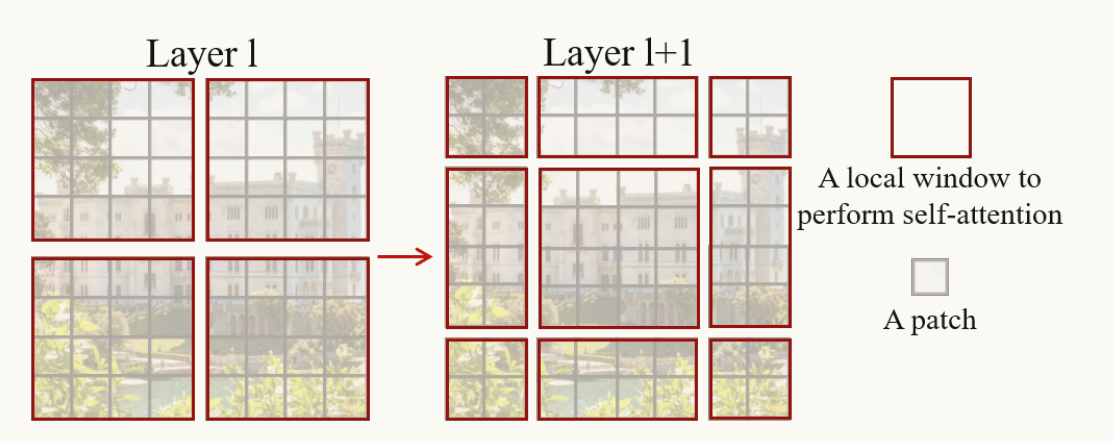 Layer l
Layer l+1
A local window to
perform self-attention
A patch